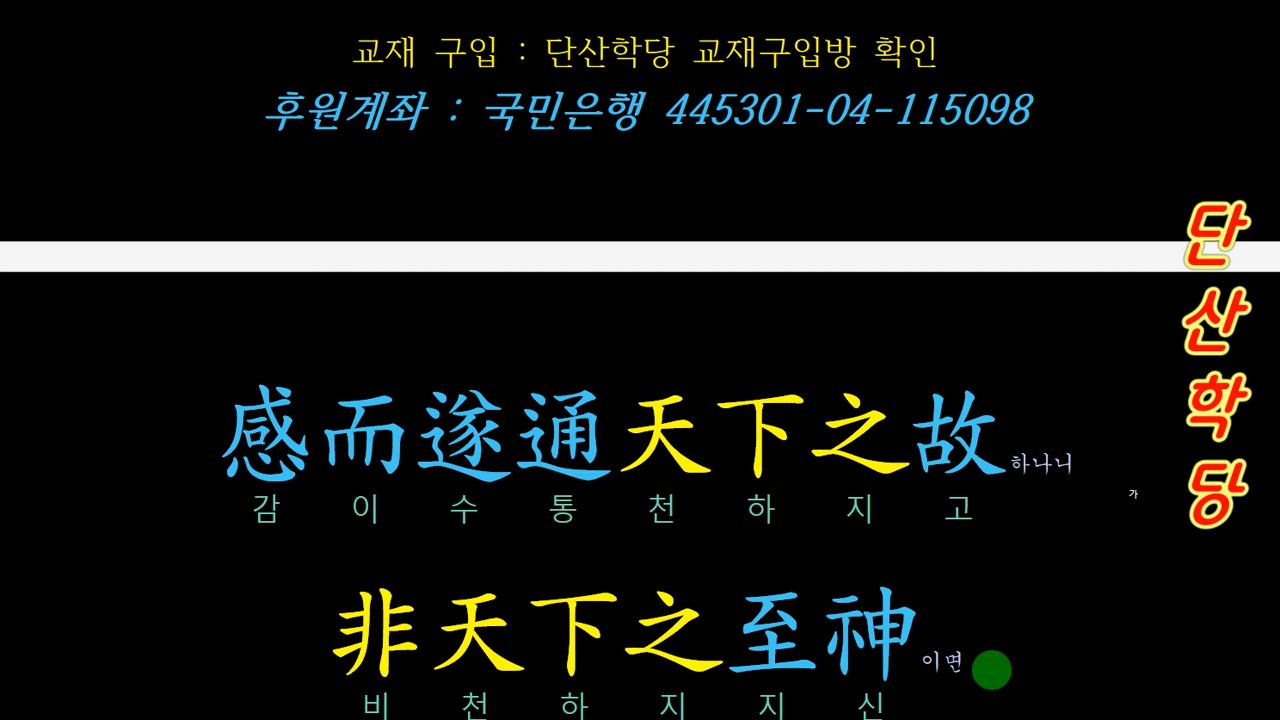 교재 구입 : 단산학당 교재구입방 확인
후원계좌 : 국민은행 445301-04-115098
단산학당
感而遂通天下之故하나니
가
감 이 수 통 천 하 지 고
非天下之至神이면
비 천 하 지 지 신